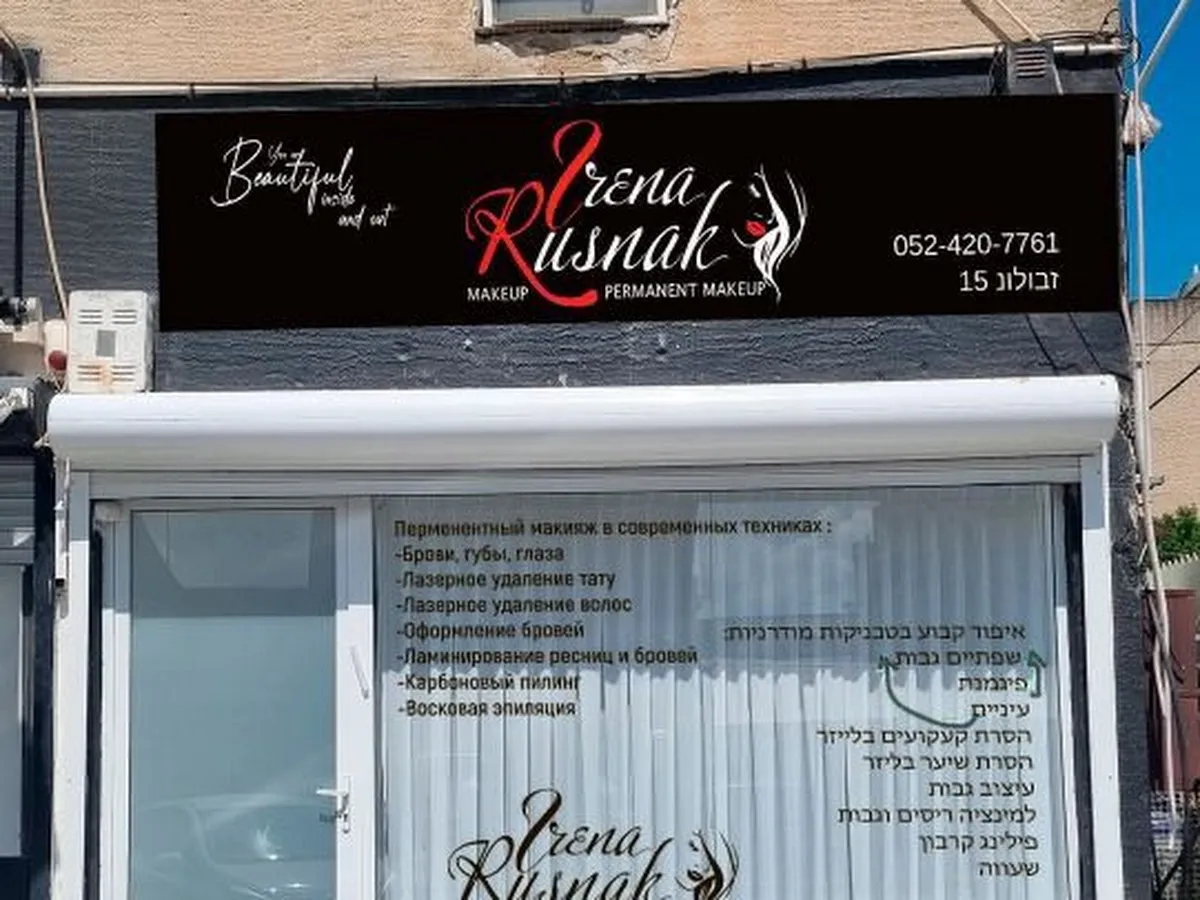 You are
Beautiful
inside
and out
Irena
Rusnak
MAKEUP PERMANENT MAKEUP
052-420-7761
זבולונ 15
Перменентный макияж в современных техниках :
-Брови, губы, глаза
-Лазерное удаление тату
-Лазерное удаление волос
-Оформление бровей
-Ламинирование ресниц и бровей
-Карбоновый пилинг
-Восковая эпиляция
איפור קבוע בטכניקות מודרניות:
שפתיים גבות
פיגמנת
עיניים
הסרת קעקועים בלייזר
הסרת שיער בליזר
עיצוב גבות
למינציה ריסים וגבות
פילינג קרבון
שעווה
Irena
Rusnak